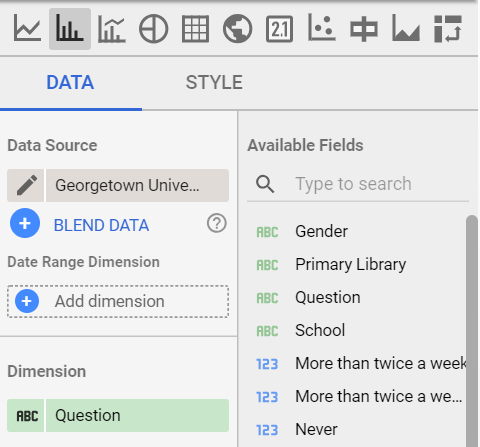 2.1
DATA
STYLE
Data Source
Georgetown Unive...
BLEND DATA
?
Date Range Dimension
Add dimension
Dimension
ABC Question
Available Fields
Type to search
ABC Gender
ABC Primary Library
ABC Question
ABC School
123 More than twice a week
123 More than twice a we...
123 Never